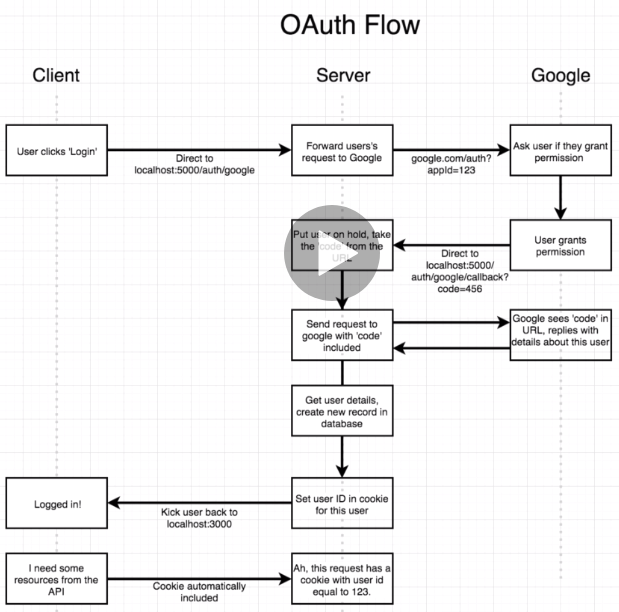 OAuth Flow
Client
Server
Google
User clicks 'Login'
Direct to
localhost:5000/auth/google
Forward users's
request to Google
google.com/auth?
appId=123
Ask user if they grant
permission
User grants
permission
Direct to
localhost:5000/
auth/google/callback?
code=456
Put user on hold, take
the 'code' from the
URL
Send request to
google with 'code'
included
Google sees 'code' in
URL, replies with
details about this user
Get user details,
create new record in
database
Set user ID in cookie
for this user
Kick user back to
localhost:3000
Logged in!
I need some
resources from the
API
Cookie automatically
included
Ah, this request has a
cookie with user id
equal to 123.